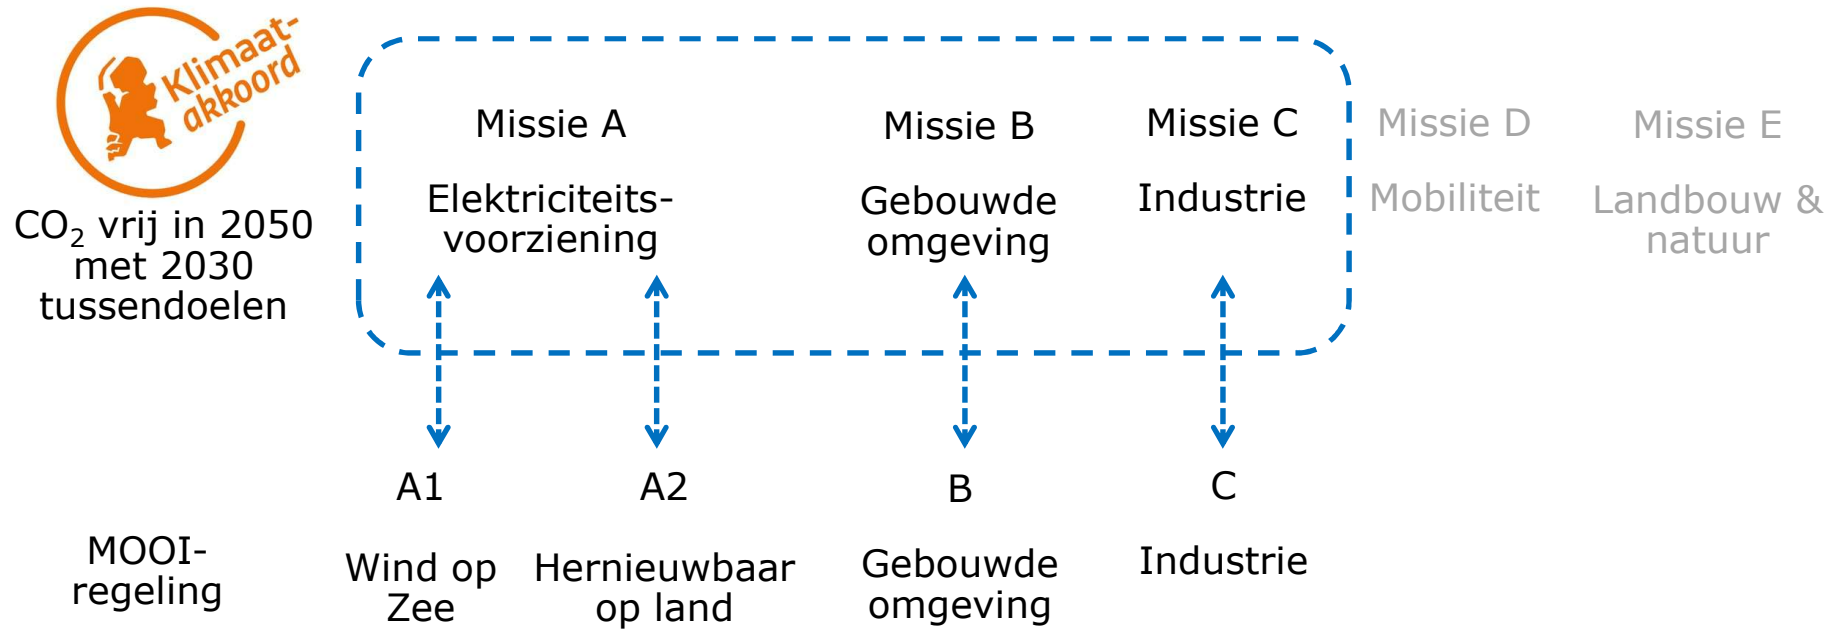 Klimaat-
akkoord
CO₂ vrij in 2050
met 2030
tussendoelen
Missie A
Elektriciteits-
voorziening
Missie B
Gebouwde
omgeving
Missie C
Industrie
Missie D
Mobiliteit
Missie E
Landbouw &
natuur
MOOI-
regeling
A1
Wind op
Zee
A2
Hernieuwbaar
op land
B
Gebouwde
omgeving
C
Industrie